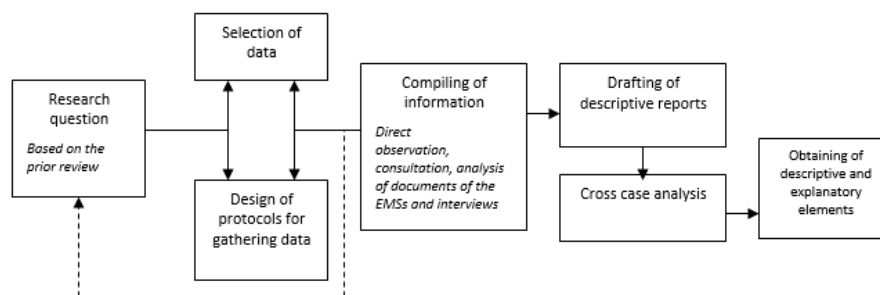 Research
question
Based on the
prior review
Selection of
data
Design of
protocols for
gathering data
Compiling of
information
Direct
observation,
consultation, analysis
of documents of the
EMSs and interviews
Drafting of
descriptive reports
Cross case analysis
Obtaining of
descriptive and
explanatory
elements